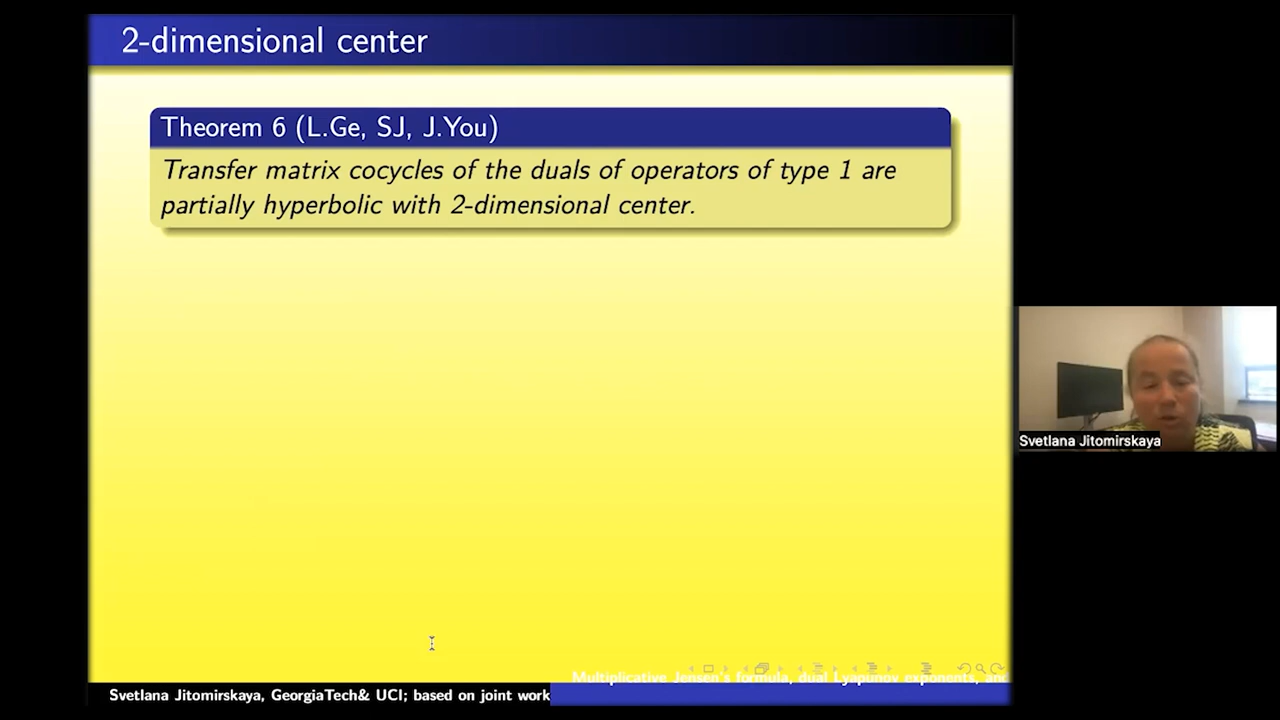 2-dimensional center
Theorem 6 (L.Ge, SJ, J.You)
Transfer matrix cocycles of the duals of operators of type 1 are
partially hyperbolic with 2-dimensional center.
Svetlana Jitomirskaya
Multiplicative Jensen's formula, dual Lyapunov exponents, and
Svetlana Jitomirskaya, GeorgiaTech& UCI; based on joint work